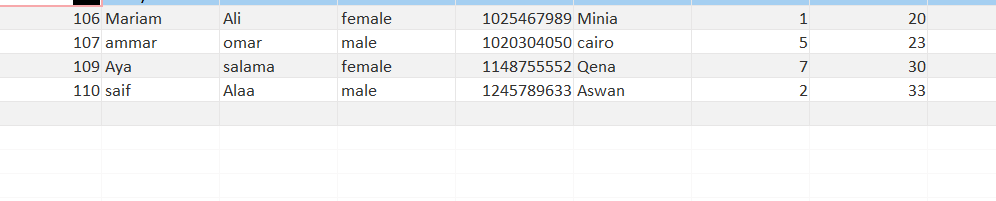 106 Mariam Ali female 1025467989 Minia 1 20
107 ammar omar male 1020304050 cairo 5 23
109 Aya salama female 1148755552 Qena 7 30
110 saif Alaa male 1245789633 Aswan 2 33